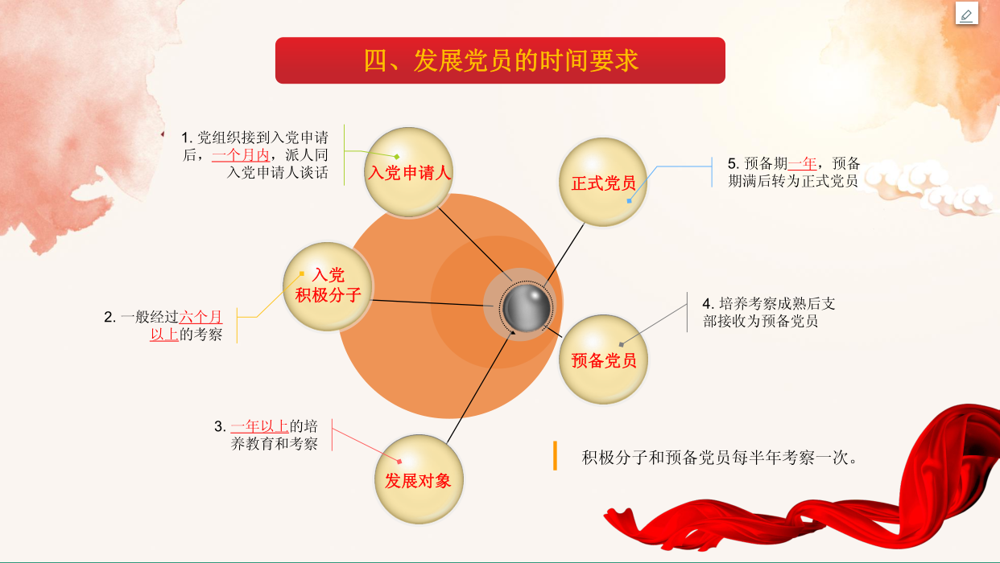 四、发展党员的时间要求
1. 党组织接到入党申请
后，一个月内，派人同
入党申请人谈话
入党申请人
正式党员
5. 预备期一年，预备
期满后转为正式党员
入党
积极分子
2. 一般经过六个月
以上的考察
4. 培养考察成熟后支
部接收为预备党员
预备党员
3. 一年以上的培
养教育和考察
发展对象
积极分子和预备党员每半年考察一次。